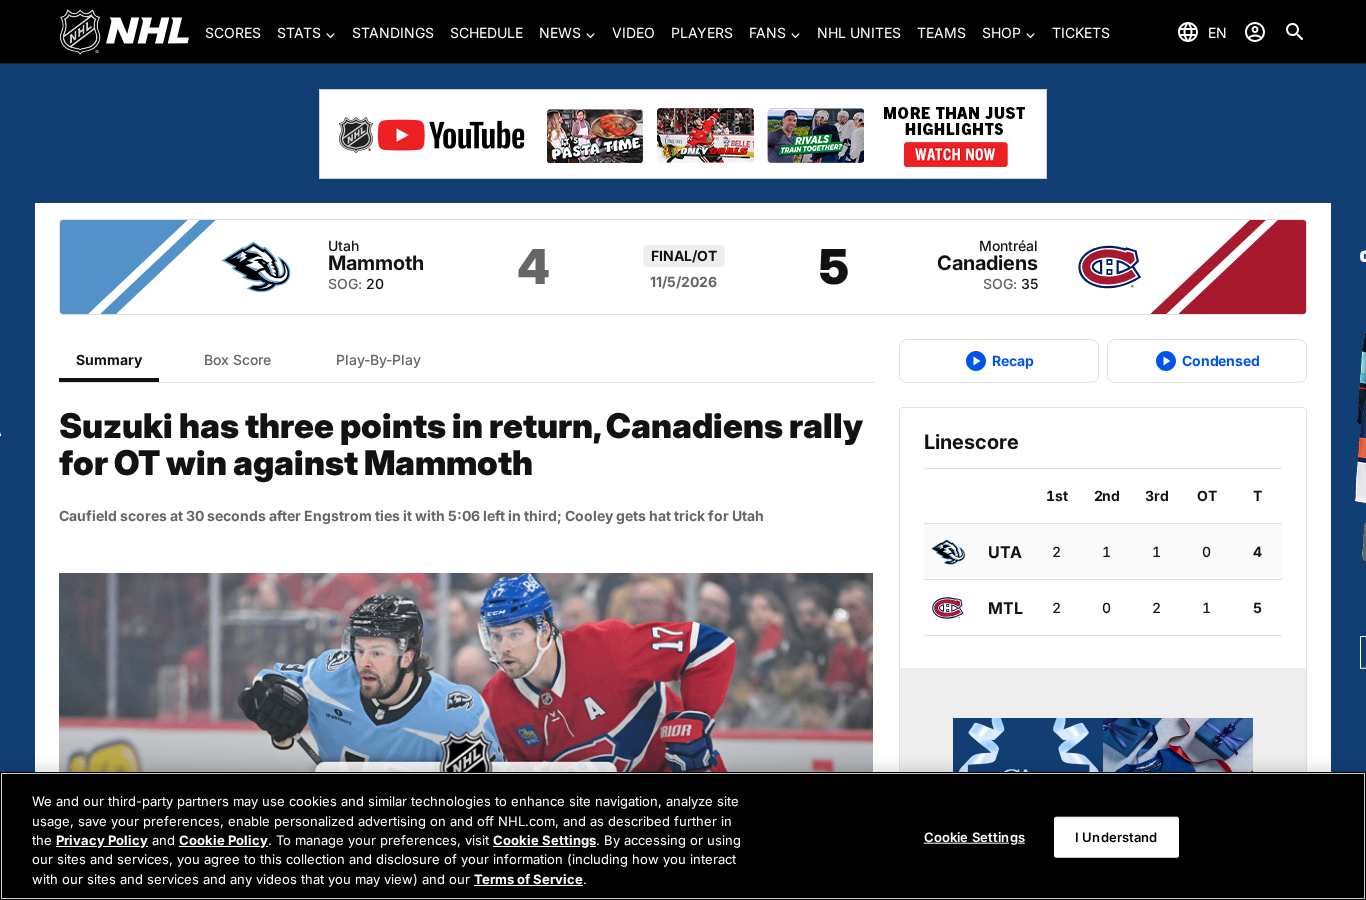 NHL
SCORES
STATS
STANDINGS
SCHEDULE
NEWS
VIDEO
PLAYERS
FANS
NHL UNITES
TEAMS
SHOP
TICKETS
EN
NHL
YouTube
IT'S
PASTA TIME
ONLY GOALS
RIVALS
TRAIN TOGETHER?
MORE THAN JUST
HIGHLIGHTS
WATCH NOW
Utah
Mammoth
SOG: 20
4
FINAL/OT
11/5/2026
5
Montréal
Canadiens
SOG: 35
Summary
Box Score
Play-By-Play
Recap
Condensed
Suzuki has three points in return, Canadiens rally
for OT win against Mammoth
Caufield scores at 30 seconds after Engstrom ties it with 5:06 left in third; Cooley gets hat trick for Utah
17
A
NHL
Linescore
1st 2nd 3rd OT T
UTA 2 1 1 0 4
MTL 2 0 2 1 5
We and our third-party partners may use cookies and similar technologies to enhance site navigation, analyze site
usage, save your preferences, enable personalized advertising on and off NHL.com, and as described further in
the Privacy Policy and Cookie Policy. To manage your preferences, visit Cookie Settings. By accessing or using
our sites and services, you agree to this collection and disclosure of your information (including how you interact
with our sites and services and any videos that you may view) and our Terms of Service.
Cookie Settings
I Understand